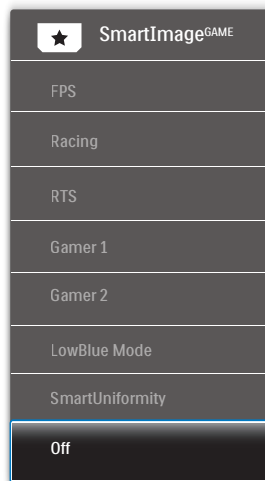 SmartImageGAME
FPS
Racing
RTS
Gamer 1
Gamer 2
LowBlue Mode
SmartUniformity
Off